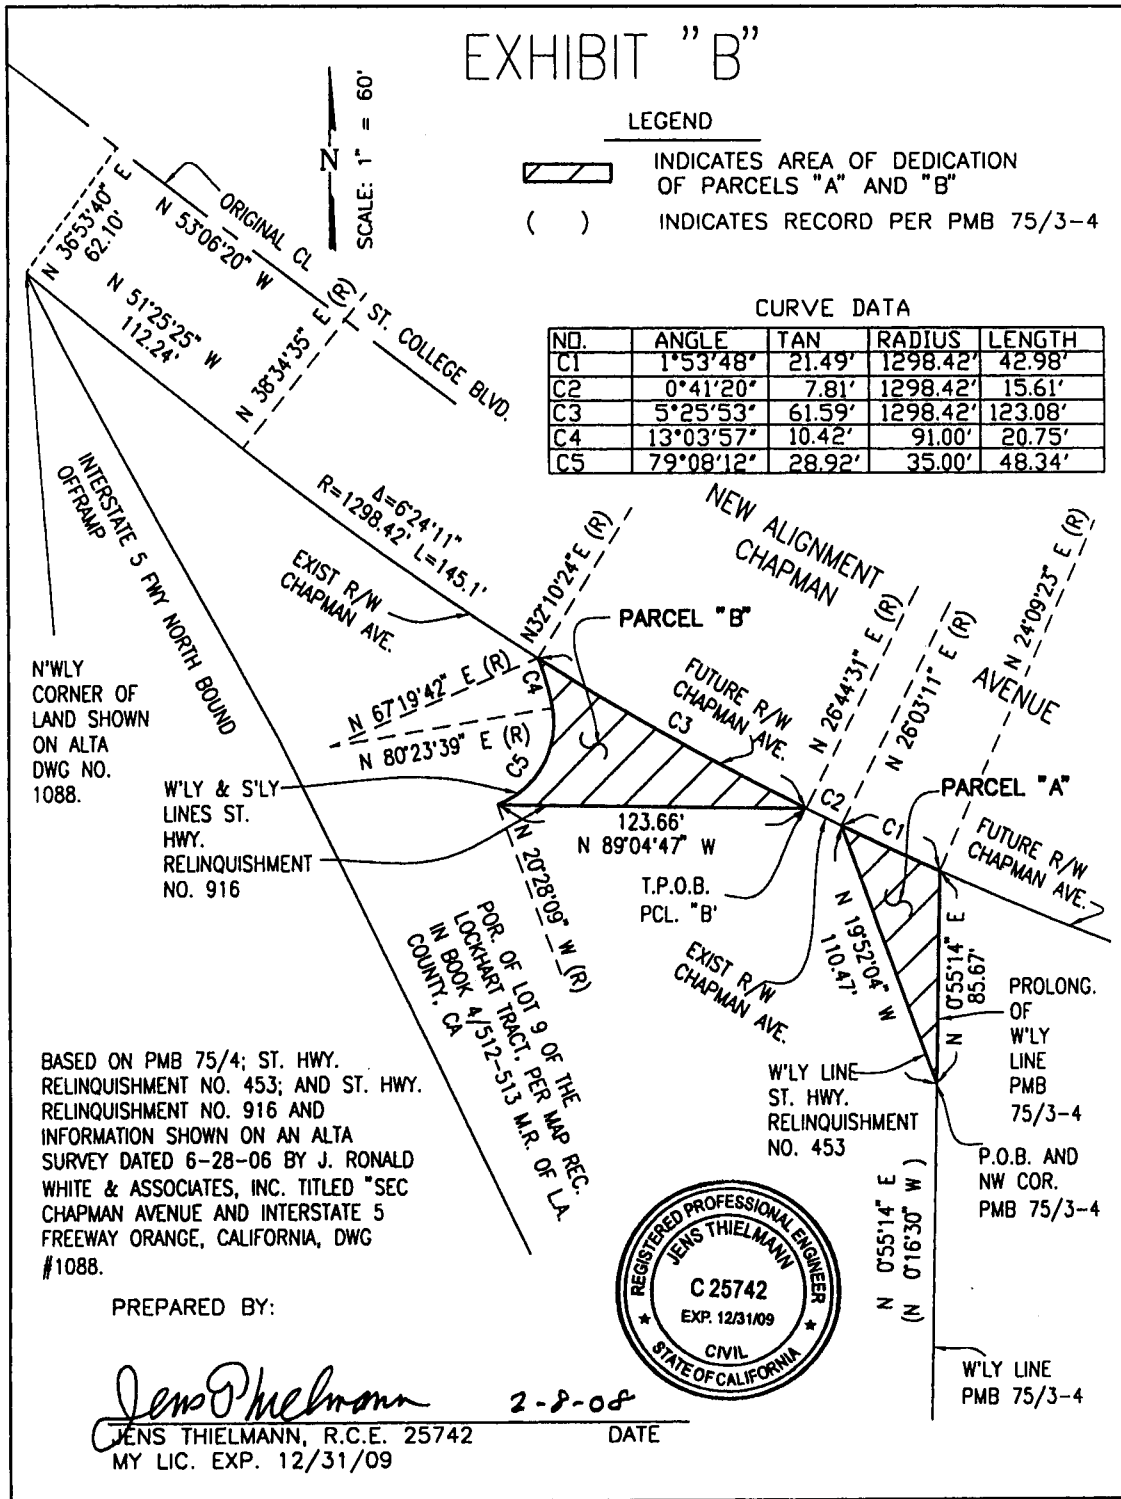 EXHIBIT "B"
LEGEND
INDICATES AREA OF DEDICATION
OF PARCELS "A" AND "B"
( ) INDICATES RECORD PER PMB 75/3-4
N
SCALE: 1" = 60'
N 36°53'40" E
62.10'
ORIGINAL CL
N 53°06'20" W
N 51°25'25" W
112.24'
N 38°34'35" E (R)
ST. COLLEGE BLVD.
CURVE DATA
NO. ANGLE TAN RADIUS LENGTH
C1 1°53'48" 21.49' 1298.42' 42.98'
C2 0°41'20" 7.81' 1298.42' 15.61'
C3 5°25'53" 61.59' 1298.42' 123.08'
C4 13°03'57" 10.42' 91.00' 20.75'
C5 79°08'12" 28.92' 35.00' 48.34'
INTERSTATE 5 FWY NORTH BOUND
OFFRAMP
Δ=6°24'11"
R=1298.42' L=145.1'
EXIST R/W
CHAPMAN AVE.
NEW ALIGNMENT
CHAPMAN
AVENUE
N32°10'24"E (R)
PARCEL "B"
N 26°44'31" E (R)
N 26°03'11" E (R)
N 24°09'23" E (R)
N'WLY
CORNER OF
LAND SHOWN
ON ALTA
DWG NO.
1088.
N 67°19'42" E (R)
N 80°23'39" E (R)
C4
C5
C3
FUTURE R/W
CHAPMAN AVE.
W'LY & S'LY
LINES ST.
HWY.
RELINQUISHMENT
NO. 916
123.66'
N 89°04'47" W
N 20°28'09" W (R)
T.P.O.B.
PCL. "B'
C2
C1
PARCEL "A"
FUTURE R/W
CHAPMAN AVE.
EXIST R/W
CHAPMAN AVE.
N 19°52'04" W
110.47'
N 0°55'14" E
85.67'
PROLONG.
OF
W'LY
LINE
PMB
75/3-4
W'LY LINE
ST. HWY.
RELINQUISHMENT
NO. 453
P.O.B. AND
NW COR.
PMB 75/3-4
POR. OF LOT 9 OF THE
LOCKHART TRACT, PER MAP REC.
IN BOOK 4/512-513 M.R. OF L.A.
COUNTY, CA
BASED ON PMB 75/4; ST. HWY.
RELINQUISHMENT NO. 453; AND ST. HWY.
RELINQUISHMENT NO. 916 AND
INFORMATION SHOWN ON AN ALTA
SURVEY DATED 6-28-06 BY J. RONALD
WHITE & ASSOCIATES, INC. TITLED "SEC
CHAPMAN AVENUE AND INTERSTATE 5
FREEWAY ORANGE, CALIFORNIA, DWG
#1088.
N 0°55'14" E
(N 0°16'30" W)
W'LY LINE
PMB 75/3-4
REGISTERED PROFESSIONAL ENGINEER
JENS THIELMANN
C 25742
EXP. 12/31/09
CIVIL
STATE OF CALIFORNIA
PREPARED BY:
Jens Thielmann 2-8-08
JENS THIELMANN, R.C.E. 25742 DATE
MY LIC. EXP. 12/31/09